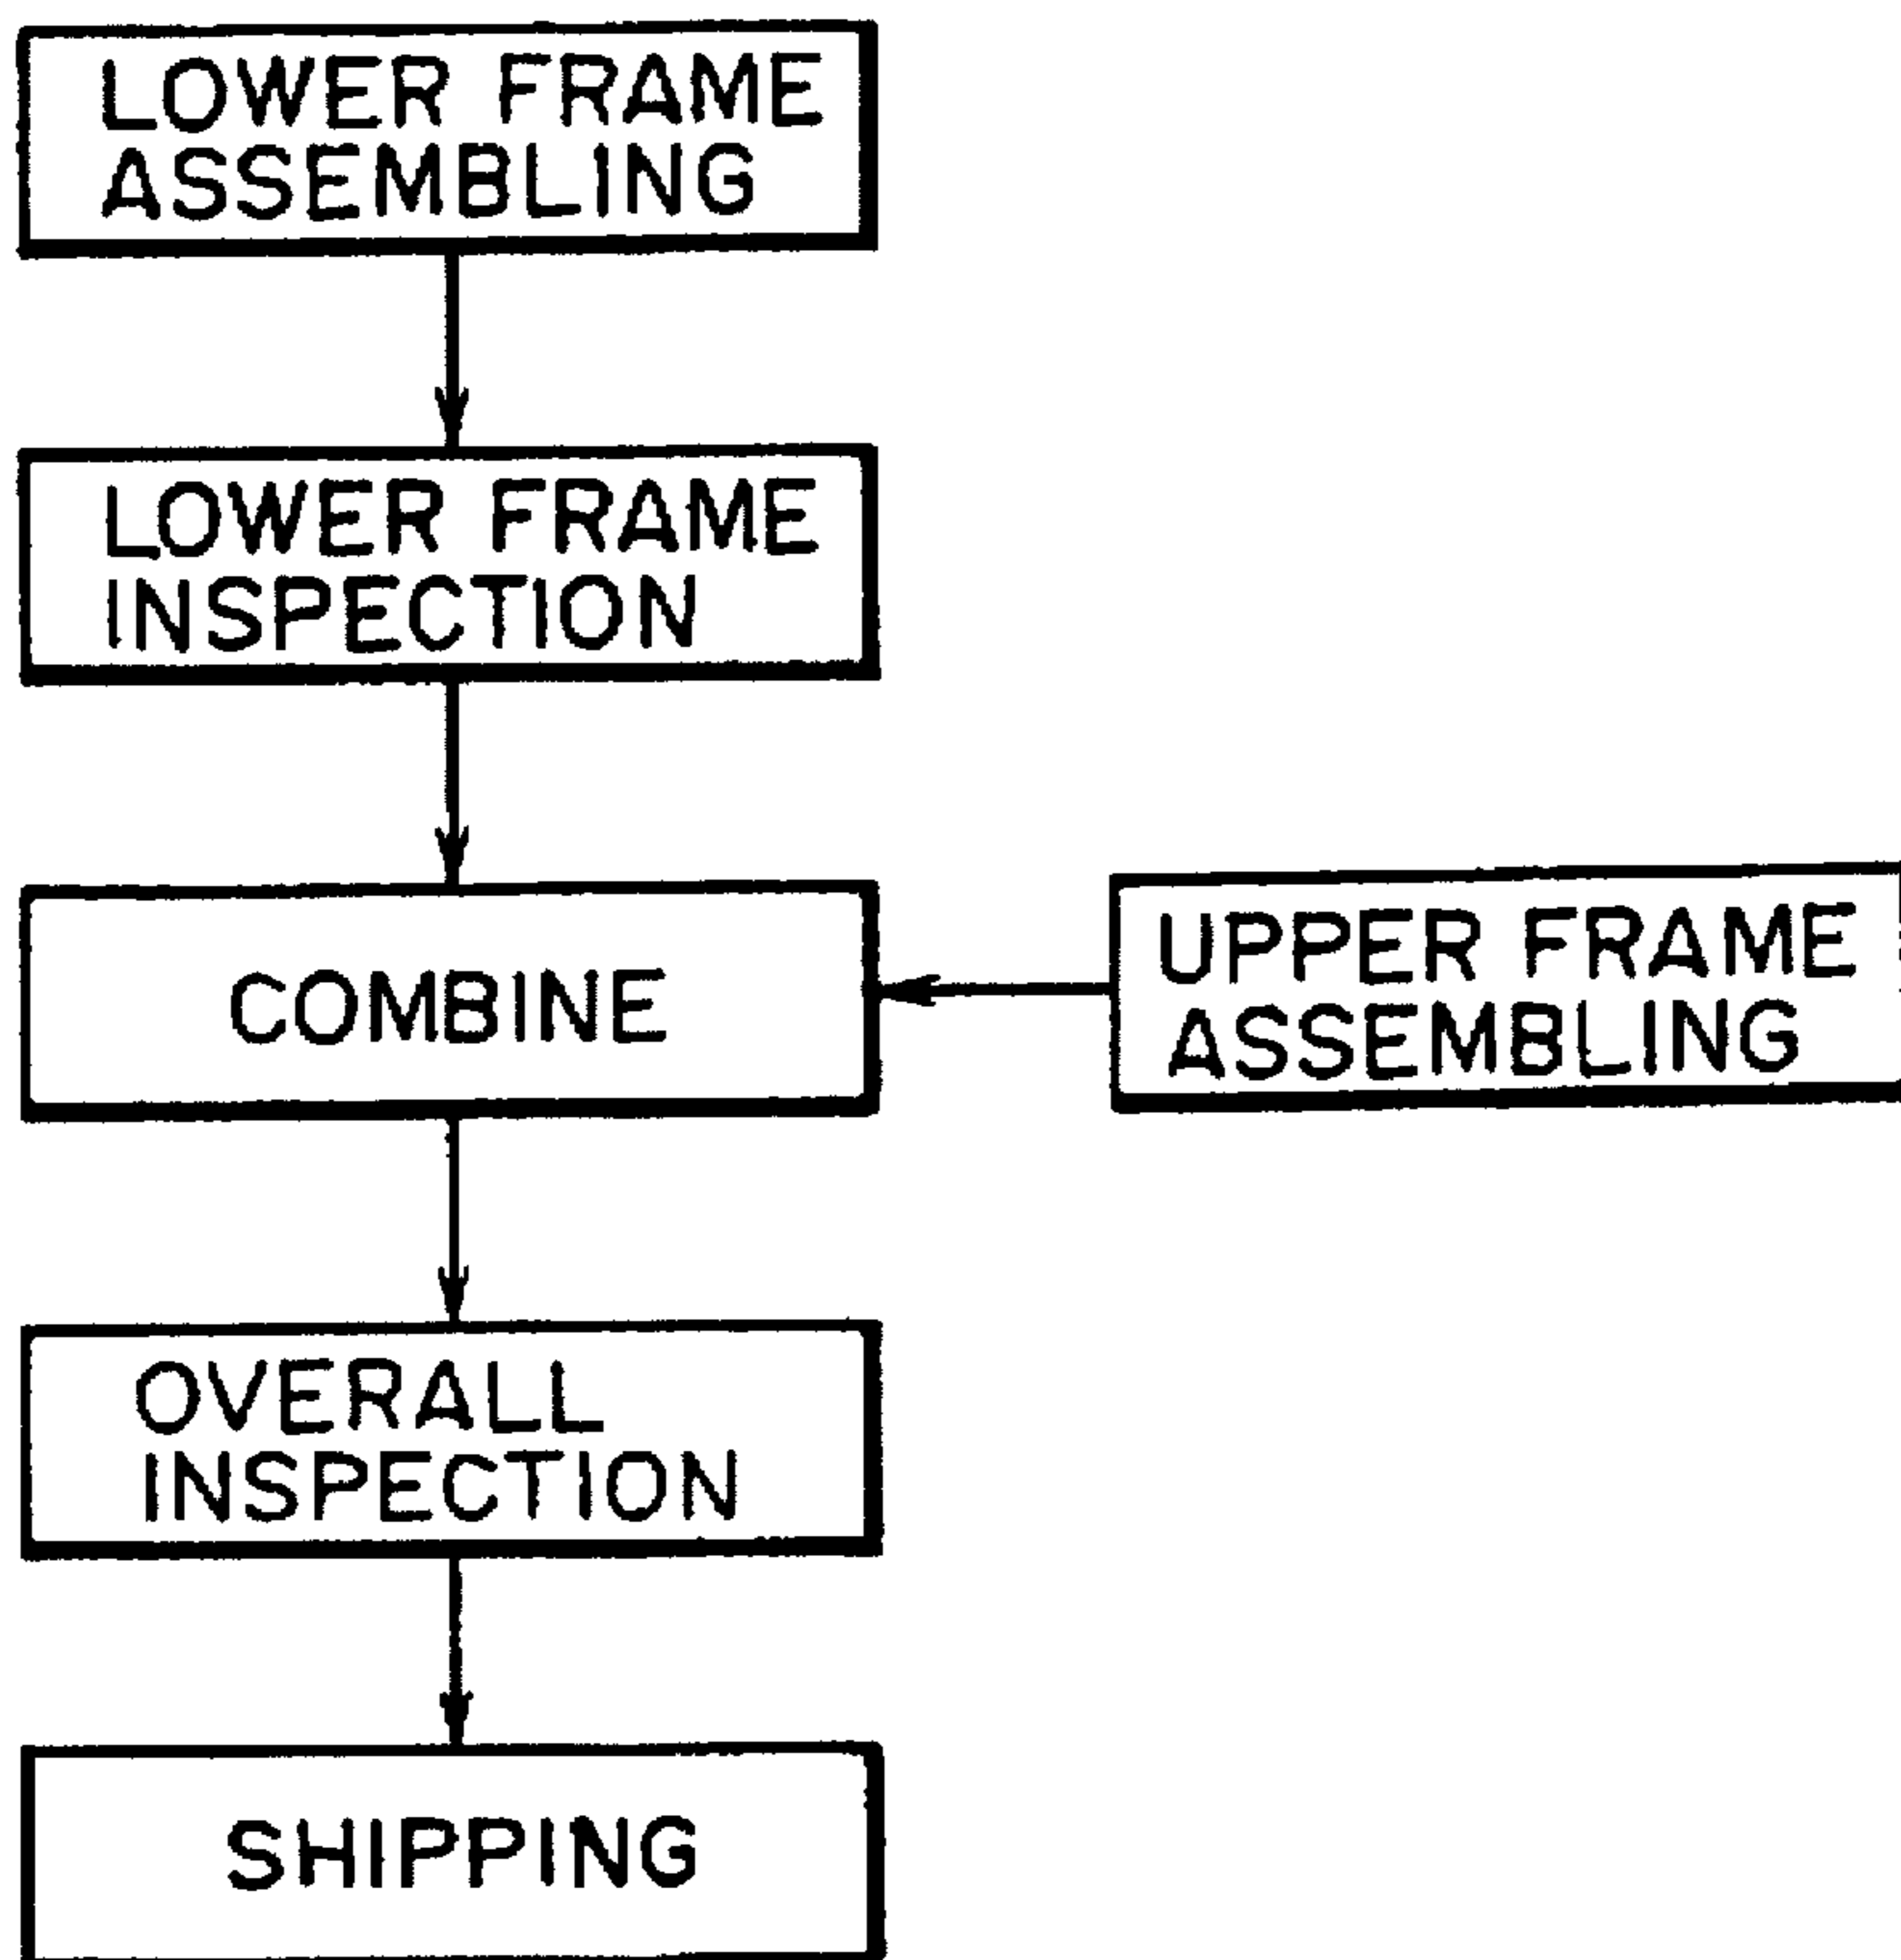 LOWER FRAME
ASSEMBLING
LOWER FRAME
INSPECTION
COMBINE
UPPER FRAME
ASSEMBLING
OVERALL
INSPECTION
SHIPPING